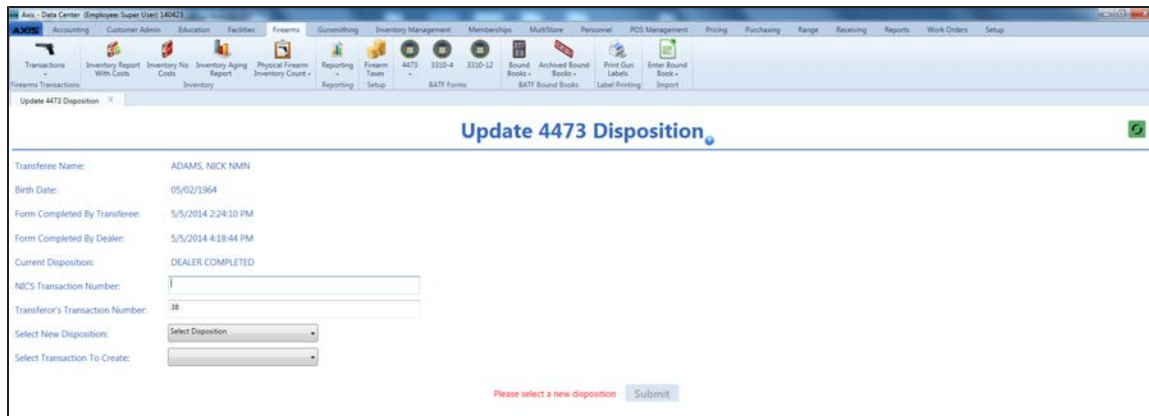 Axis - Data Center (Employee: Super User) 140423
AXIS Accounting Customer Admin Education Facilities Firearms Gunsmithing Inventory Management Memberships MultiStore Personnel POS Management Pricing Purchasing Range Receiving Reports Work Orders Setup
Transactions Inventory Report Inventory No Inventory Aging Physical Firearm Reporting Firearm 4473 3310-4 3310-12 Bound Archived Bound Print Gun Enter Bound
With Costs Costs Report Inventory Count Taxes Books Books Labels Book
Firearms Transactions Inventory Reporting Setup BATF Forms BATF Bound Books Label Printing Import
Update 4473 Disposition X
Update 4473 Disposition
Transferee Name: ADAMS, NICK NMN
Birth Date: 05/02/1964
Form Completed By Transferee: 5/5/2014 2:24:10 PM
Form Completed By Dealer: 5/5/2014 4:18:44 PM
Current Disposition: DEALER COMPLETED
NICS Transaction Number:
Transferor's Transaction Number: 38
Select New Disposition: Select Disposition
Select Transaction To Create:
Please select a new disposition Submit